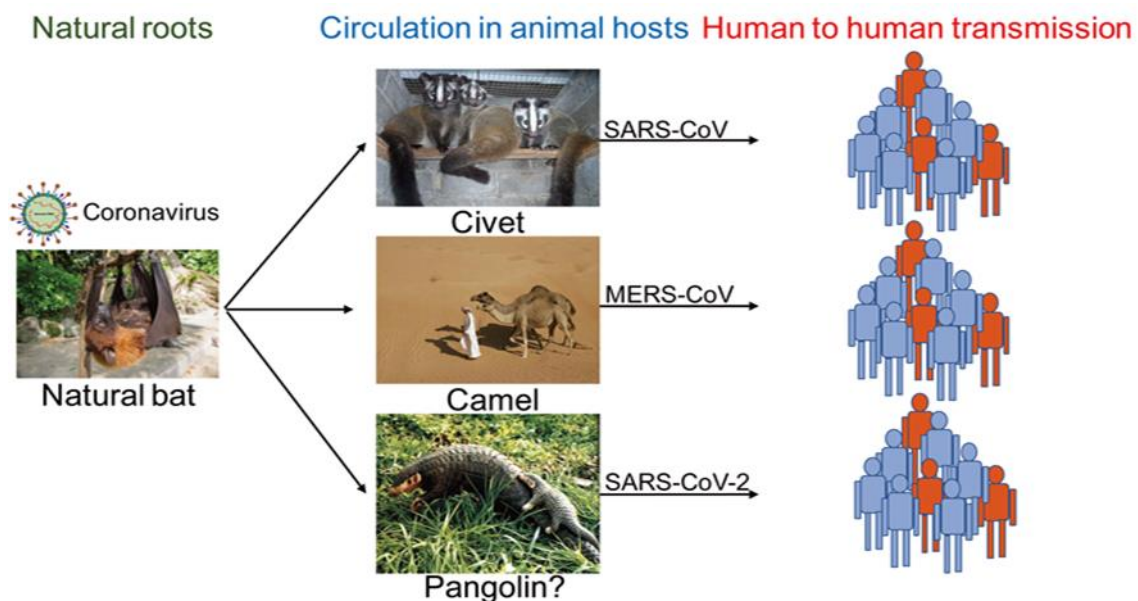 Natural roots
Circulation in animal hosts
Human to human transmission
SARS-CoV
Civet
Coronavirus
MERS-CoV
Natural bat
Camel
SARS-CoV-2
Pangolin?